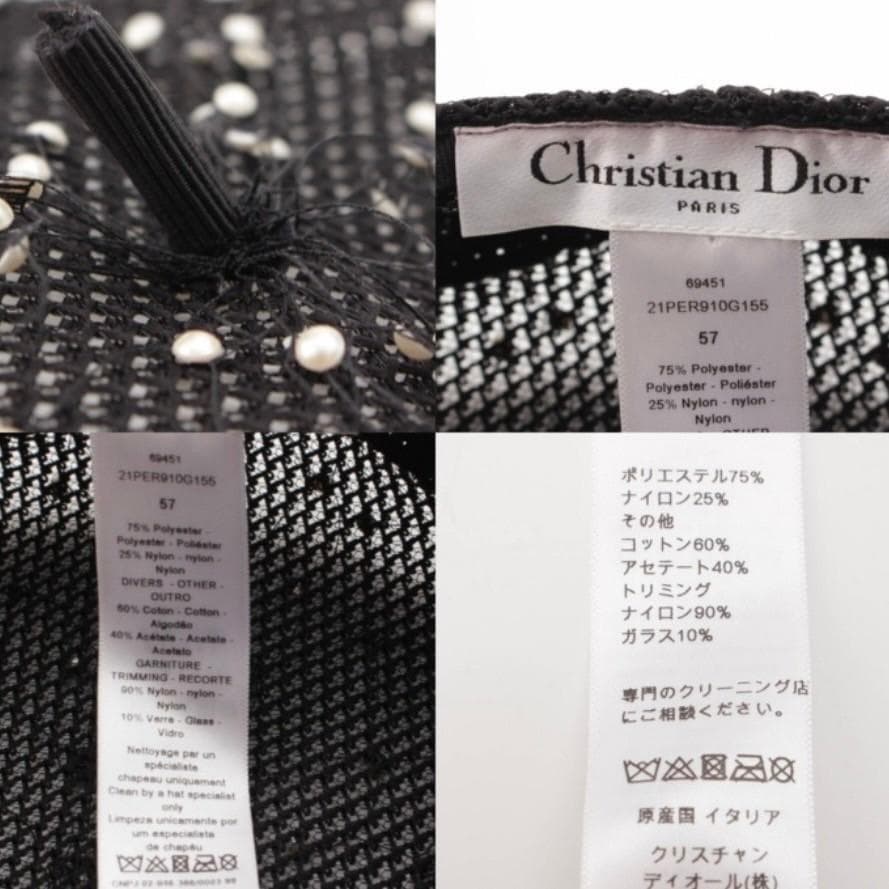 Christian Dior
PARIS
69451
21PER910G155
57
75% Polyester -
Polyester - Poliéster
25% Nylon - nylon -
Nylon
69451
21PER910G155
57
75% Polyester -
Polyester - Poliéster
25% Nylon - nylon -
Nylon
DIVERS - OTHER -
OUTRO
60% Coton - Cotton -
Algodão
40% Acétate - Acetate -
Acetato
GARNITURE -
TRIMMING - RECORTE
90% Nylon - nylon -
Nylon
10% Verre - Glass -
Vidro
Nettoyage par un
spécialiste
chapeau uniquement
Clean by a hat specialist
only
Limpeza unicamente por
um especialista
de chapéu
ポリエステル75%
ナイロン25%
その他
コットン60%
アセテート40%
トリミング
ナイロン90%
ガラス10%
専門のクリーニング店
にご相談ください。
原産国 イタリア
クリスチャン
ディオール(株)